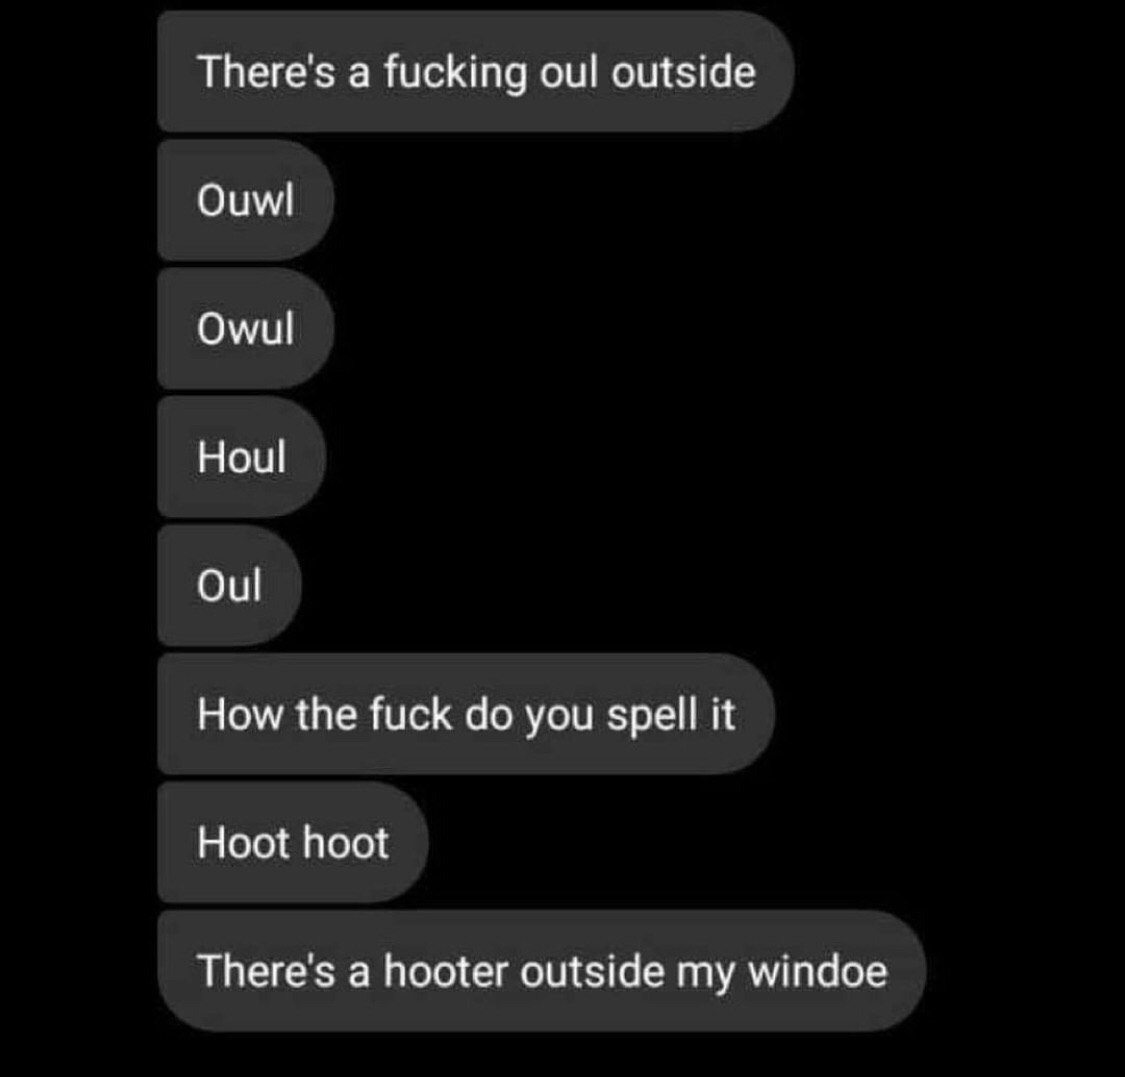 There's a fucking oul outside
Ouwl
Owul
Houl
Oul
How the fuck do you spell it
Hoot hoot
There's a hooter outside my windoe